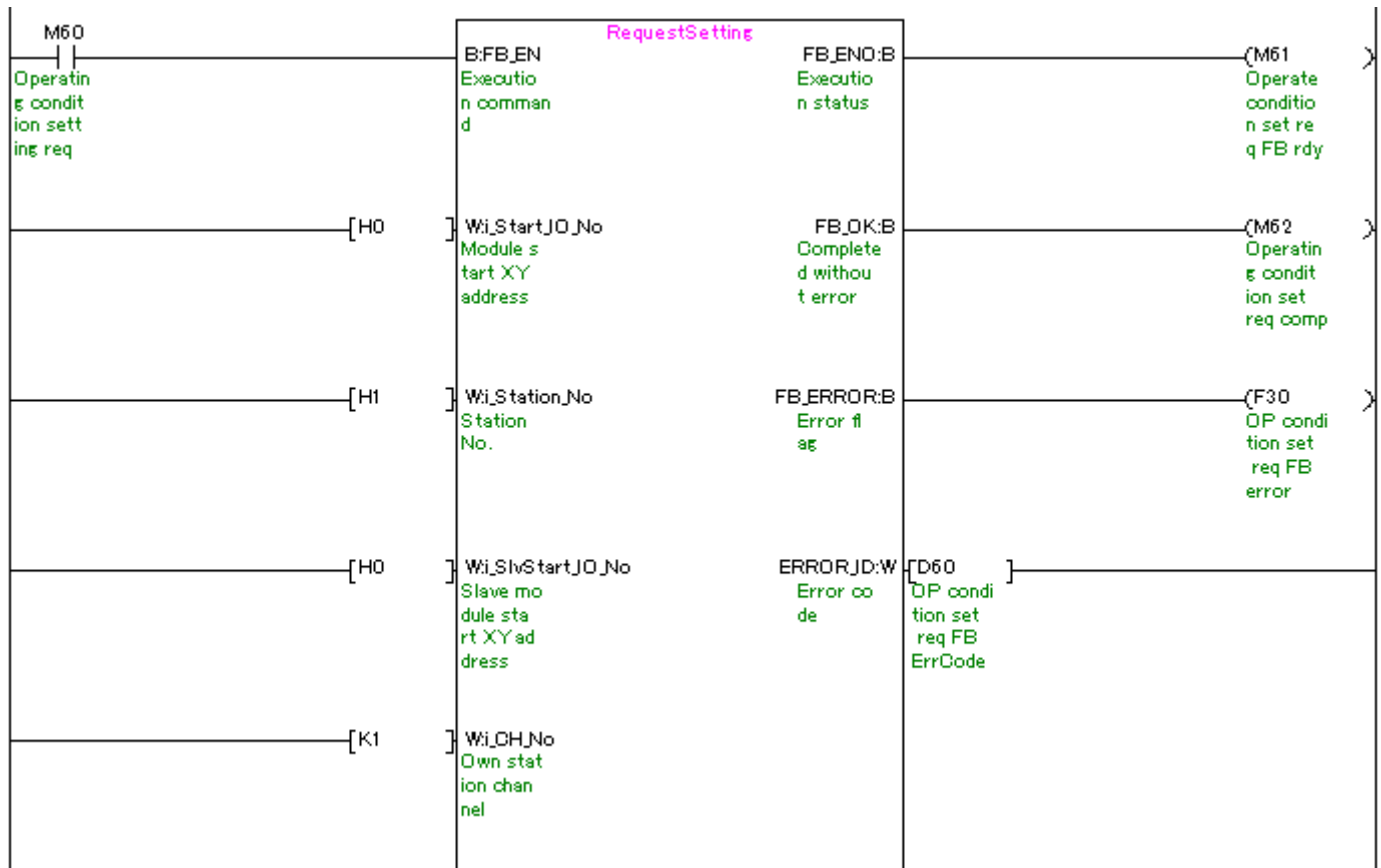 M60
RequestSetting
B:FB_EN
FB_ENO:B
(M61 )
Operatin
g condit
ion sett
ing req
Executio
n comman
d
Executio
n status
Operate
conditio
n set re
q FB rdy
[H0 ]
W:i_Start_IO_No
FB_OK:B
(M62 )
Module s
tart XY
address
Complete
d withou
t error
Operatin
g condit
ion set
req comp
[H1 ]
W:i_Station_No
FB_ERROR:B
(F30 )
Station
No.
Error fl
ag
OP condi
tion set
req FB
error
[H0 ]
W:i_SlvStart_IO_No
ERROR_ID:W
[D60 ]
Slave mo
dule sta
rt XY ad
dress
Error co
de
OP condi
tion set
req FB
ErrCode
[K1 ]
W:i_CH_No
Own stat
ion chan
nel